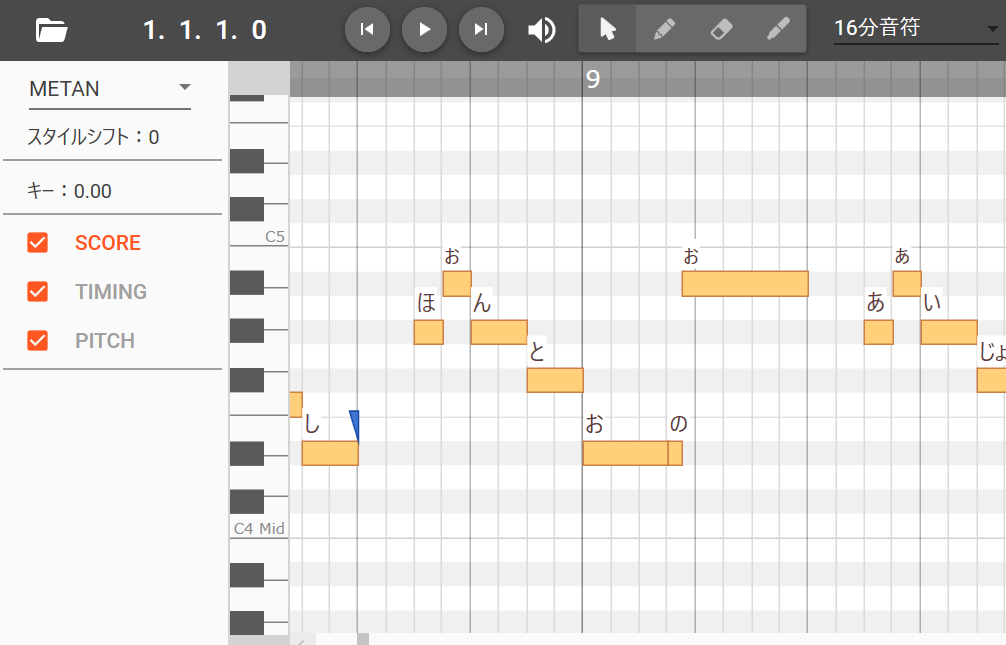 1. 1. 1. 0
16分音符
METAN
スタイルシフト：0
キー：0.00
SCORE
TIMING
PITCH
9
C5
C4 Mid
お
お
ぁ
ほ
ん
あ
い
と
じょ
し
お
の